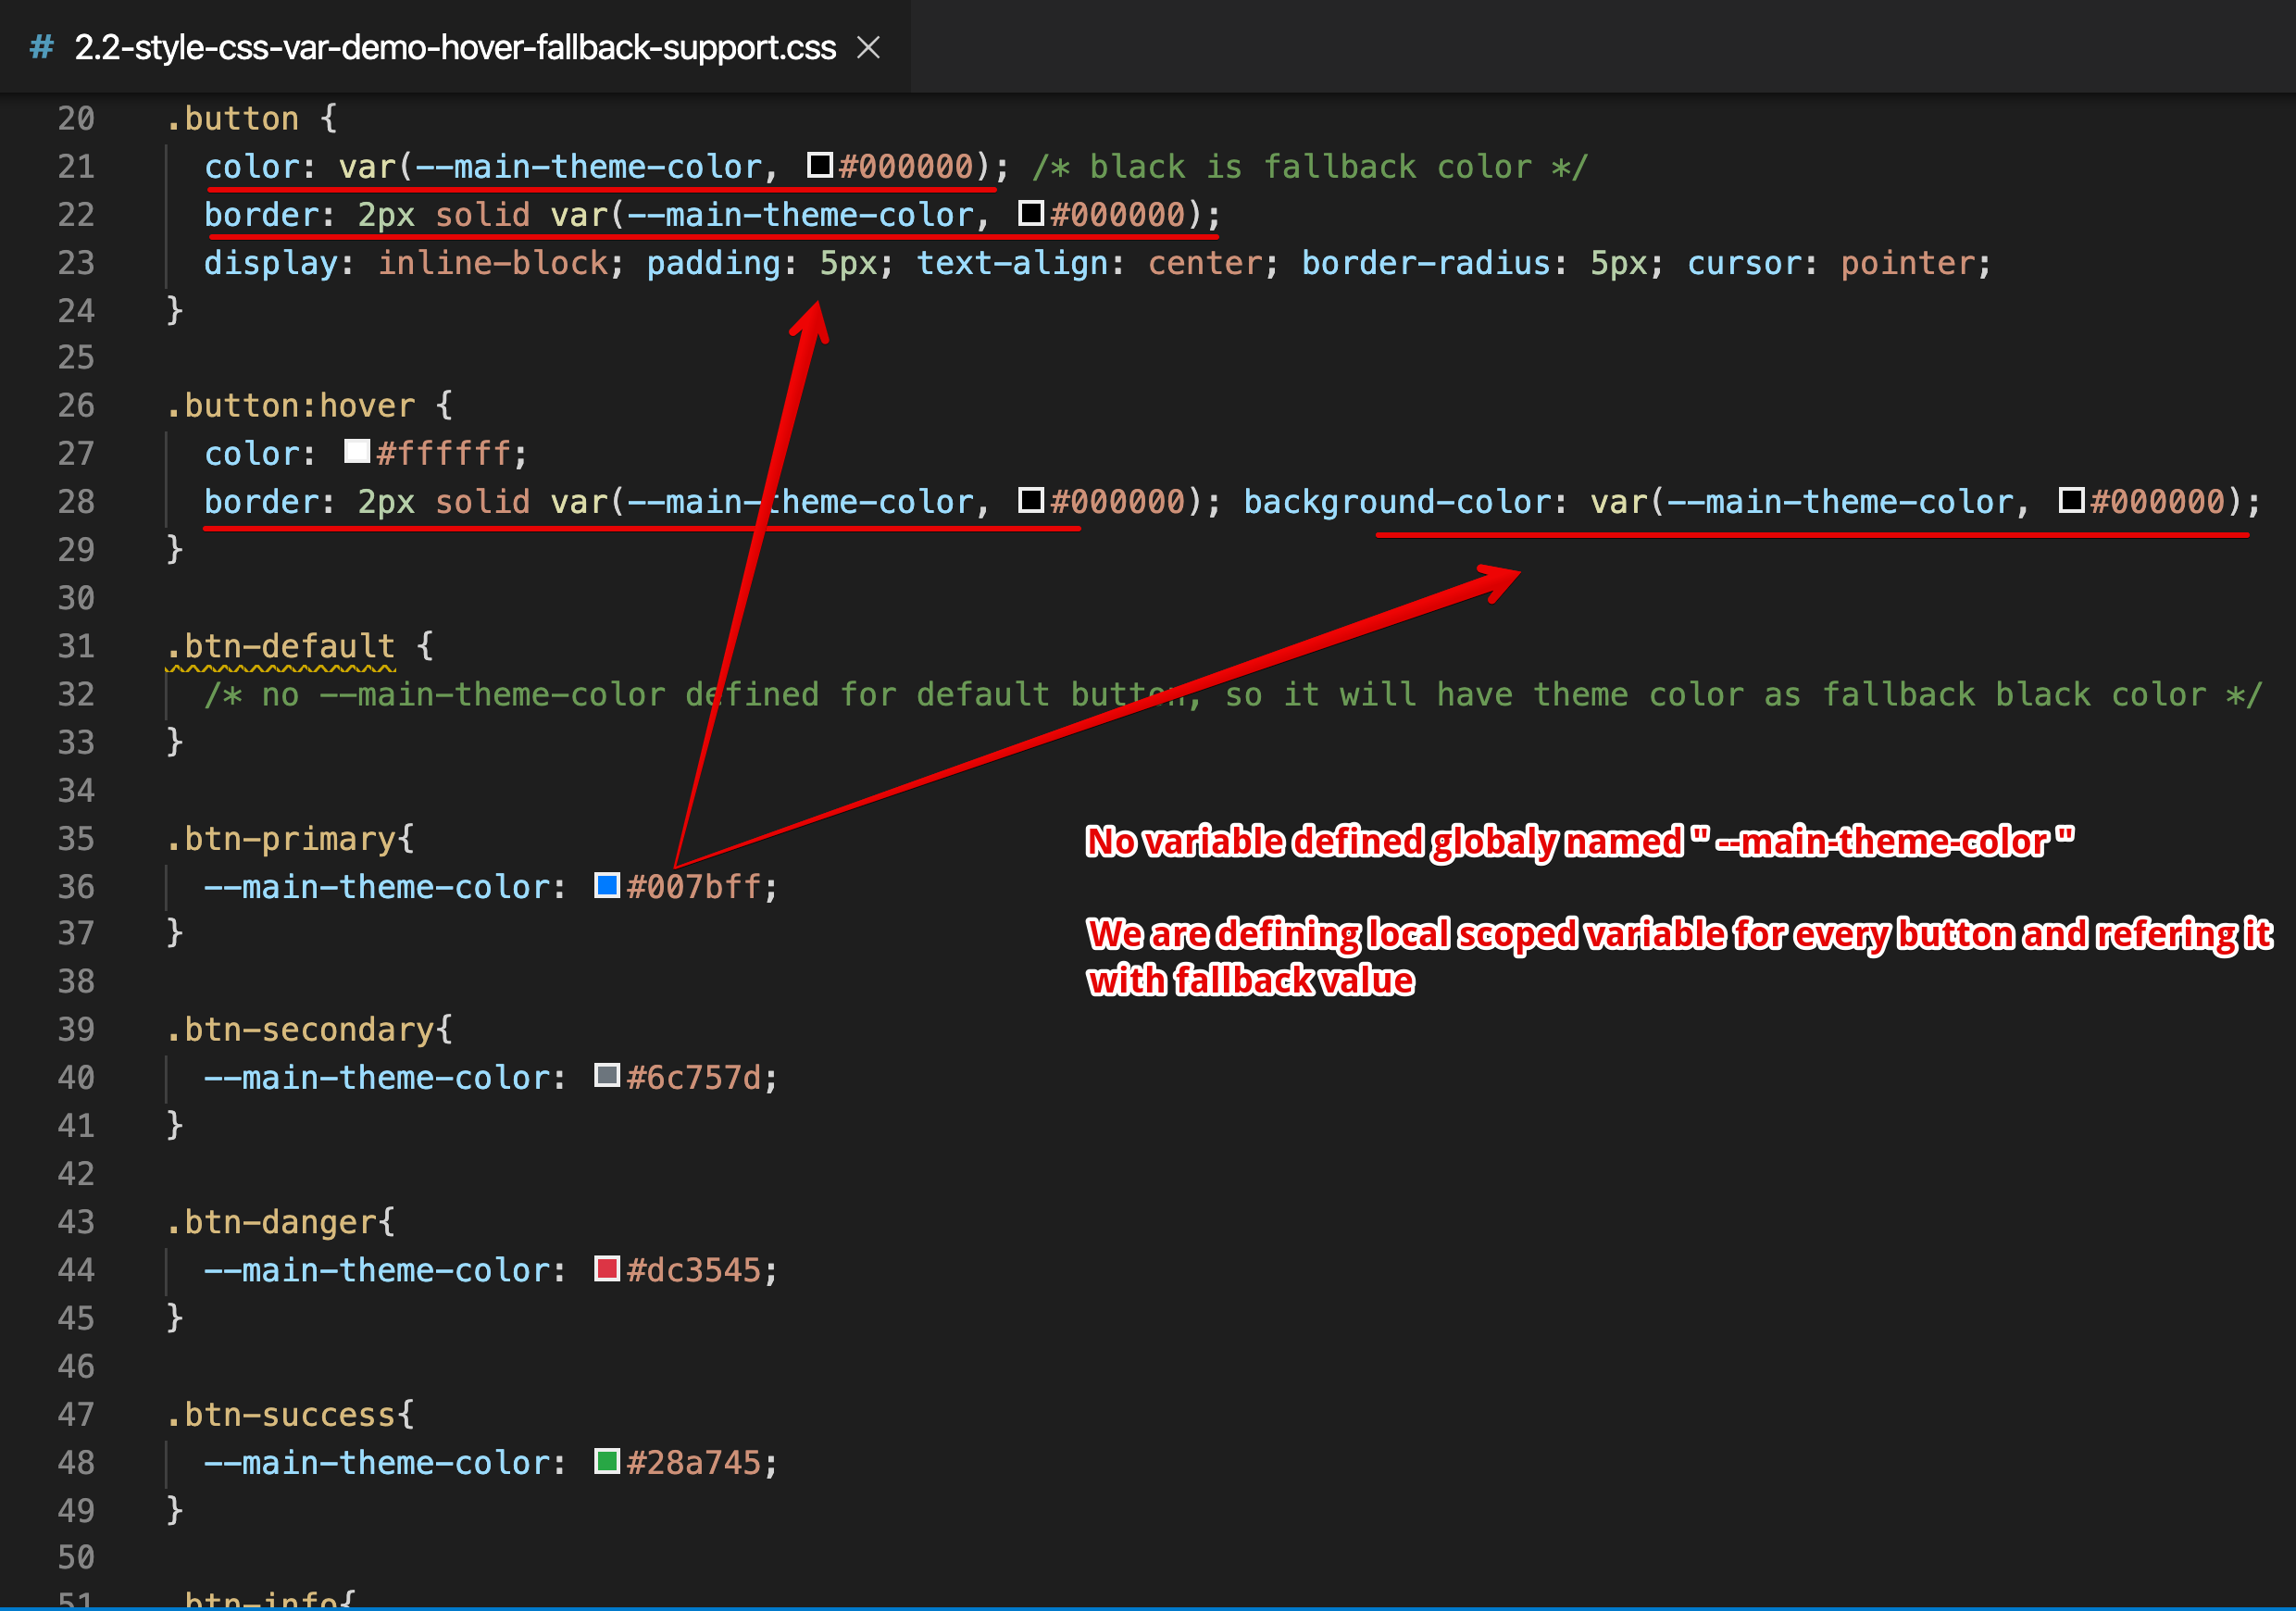 # 2.2-style-css-var-demo-hover-fallback-support.css ×
20 .button {
21 color: var(--main-theme-color, #000000); /* black is fallback color */
22 border: 2px solid var(--main-theme-color, #000000);
23 display: inline-block; padding: 5px; text-align: center; border-radius: 5px; cursor: pointer;
24 }
25
26 .button:hover {
27 color: #ffffff;
28 border: 2px solid var(--main-theme-color, #000000); background-color: var(--main-theme-color, #000000);
29 }
30
31 .btn-default {
32 /* no --main-theme-color defined for default button, so it will have theme color as fallback black color */
33 }
34
35 .btn-primary{
36 --main-theme-color: #007bff;
37 }
38
39 .btn-secondary{
40 --main-theme-color: #6c757d;
41 }
42
43 .btn-danger{
44 --main-theme-color: #dc3545;
45 }
46
47 .btn-success{
48 --main-theme-color: #28a745;
49 }
50
51 .btn-info{
No variable defined globaly named " --main-theme-color "
We are defining local scoped variable for every button and refering it
with fallback value